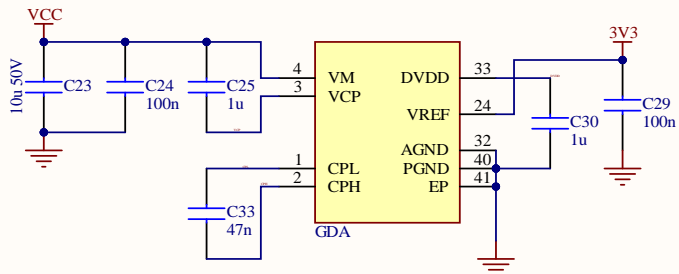 VCC
3V3
10u 50V
C23
C24
100n
C25
1u
4
VM
3
VCP
1
CPL
2
CPH
DVDD
33
VREF
24
AGND
32
PGND
40
EP
41
GDA
C33
47n
C30
1u
C29
100n